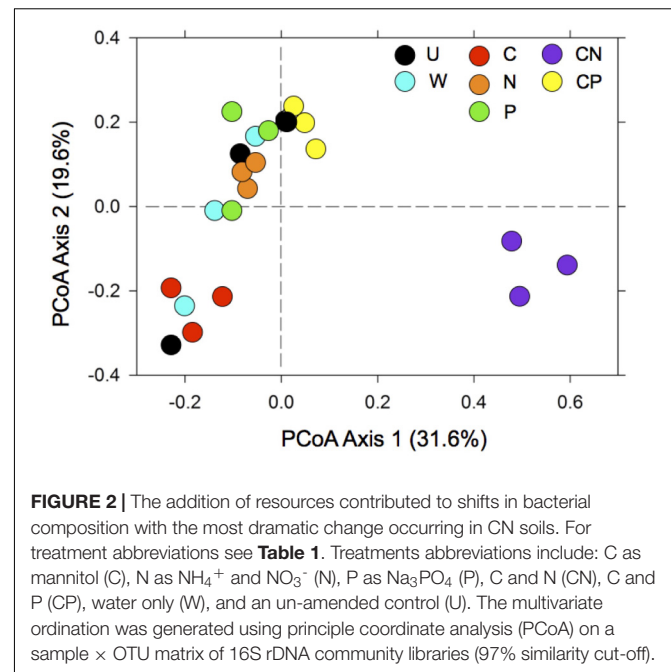 0.4
0.2
0.0
-0.2
-0.4
PCoA Axis 2 (19.6%)
U
W
C
N
P
CN
CP
-0.2
0.0
0.2
0.4
0.6
PCoA Axis 1 (31.6%)
FIGURE 2 | The addition of resources contributed to shifts in bacterial
composition with the most dramatic change occurring in CN soils. For
treatment abbreviations see Table 1. Treatments abbreviations include: C as
mannitol (C), N as NH₄⁺ and NO₃⁻ (N), P as Na₃PO₄ (P), C and N (CN), C and
P (CP), water only (W), and an un-amended control (U). The multivariate
ordination was generated using principle coordinate analysis (PCoA) on a
sample × OTU matrix of 16S rDNA community libraries (97% similarity cut-off).